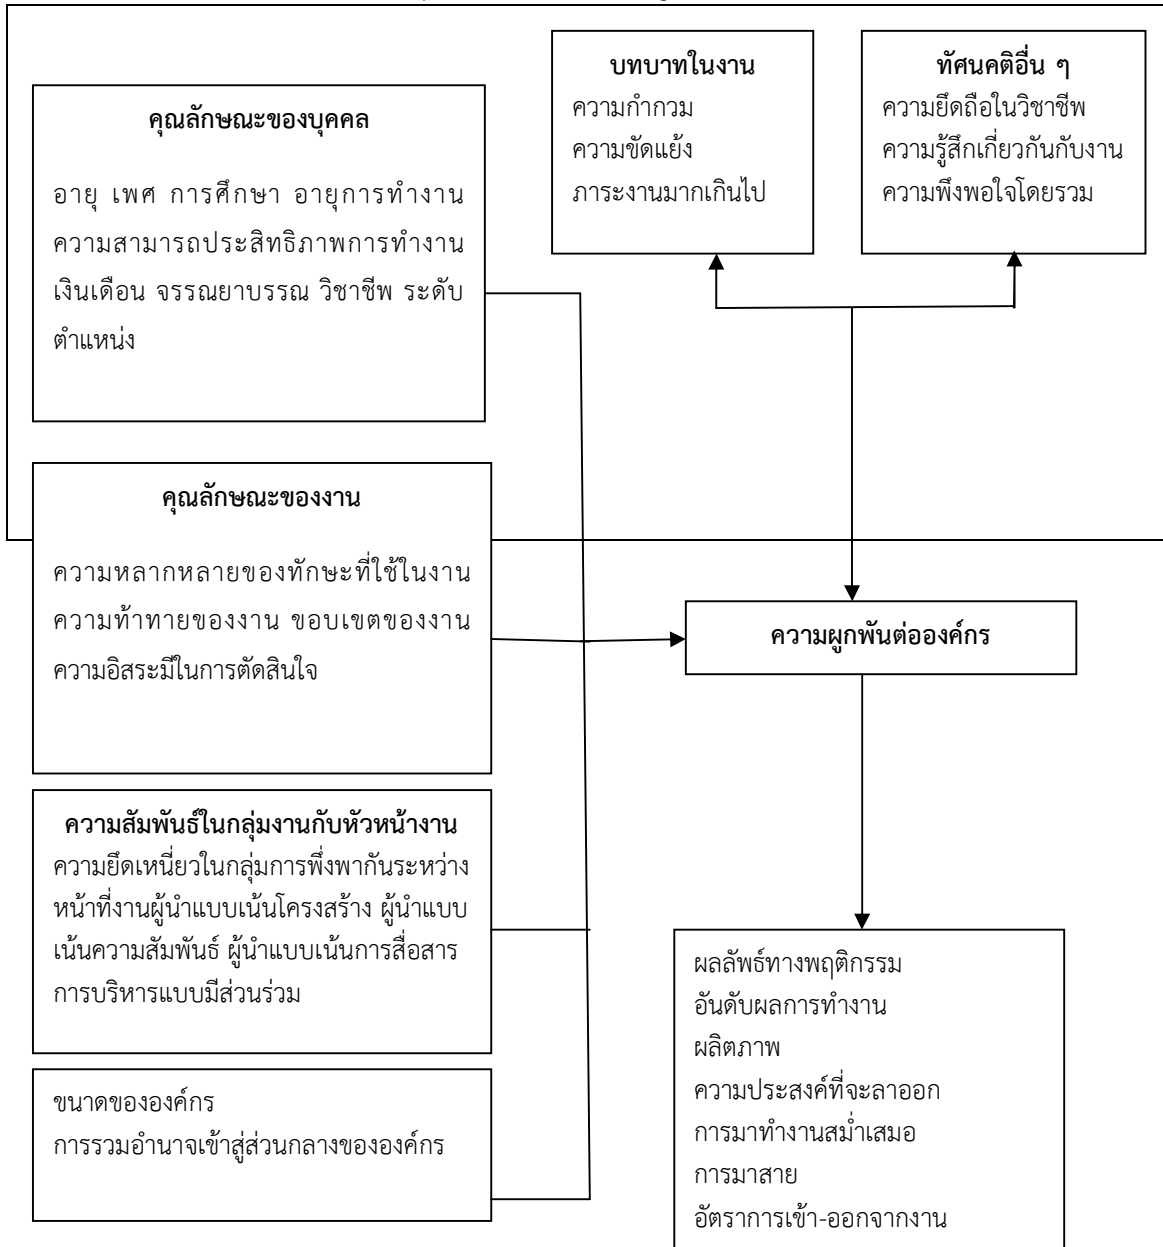 คุณลักษณะของบุคคล
อายุ เพศ การศึกษา อายุการทำงาน
ความสามารถประสิทธิภาพการทำงาน
เงินเดือน จรรณยาบรรณ วิชาชีพ ระดับ
ตำแหน่ง
บทบาทในงาน
ความกำกวม
ความขัดแย้ง
ภาระงานมากเกินไป
ทัศนคติอื่น ๆ
ความยึดถือในวิชาชีพ
ความรู้สึกเกี่ยวกันกับงาน
ความพึงพอใจโดยรวม
คุณลักษณะของงาน
ความหลากหลายของทักษะที่ใช้ในงาน
ความท้าทายของงาน ขอบเขตของงาน
ความอิสระมีในการตัดสินใจ
ความผูกพันต่อองค์กร
ความสัมพันธ์ในกลุ่มงานกับหัวหน้างาน
ความยึดเหนี่ยวในกลุ่มการพึ่งพากันระหว่าง
หน้าที่งานผู้นำแบบเน้นโครงสร้าง ผู้นำแบบ
เน้นความสัมพันธ์ ผู้นำแบบเน้นการสื่อสาร
การบริหารแบบมีส่วนร่วม
ขนาดขององค์กร
การรวมอำนาจเข้าสู่ส่วนกลางขององค์กร
ผลลัพธ์ทางพฤติกรรม
อันดับผลการทำงาน
ผลิตภาพ
ความประสงค์ที่จะลาออก
การมาทำงานสม่ำเสมอ
การมาสาย
อัตราการเข้า-ออกจากงาน